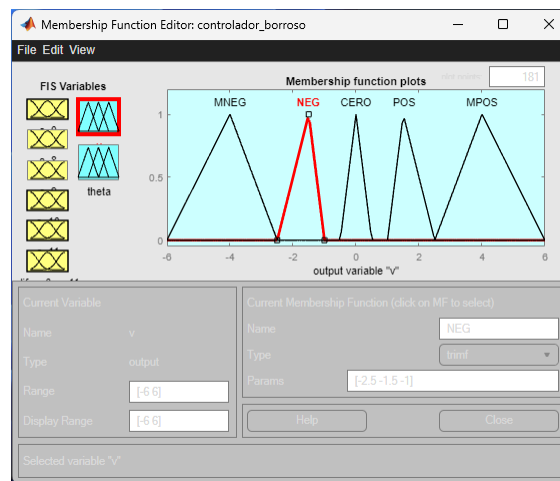 Membership Function Editor: controlador_borroso
File Edit View
FIS Variables
theta
Membership function plots
181
MNEG NEG CERO POS MPOS
1
0.5
0
-6 -4 -2 0 2 4 6
output variable "v"
Current Variable
Name v
Type output
Range [-6 6]
Display Range [-6 6]
Current Membership Function (click on MF to select)
Name NEG
Type trimf
Params [-2.5 -1.5 -1]
Help Close
Selected variable "v"